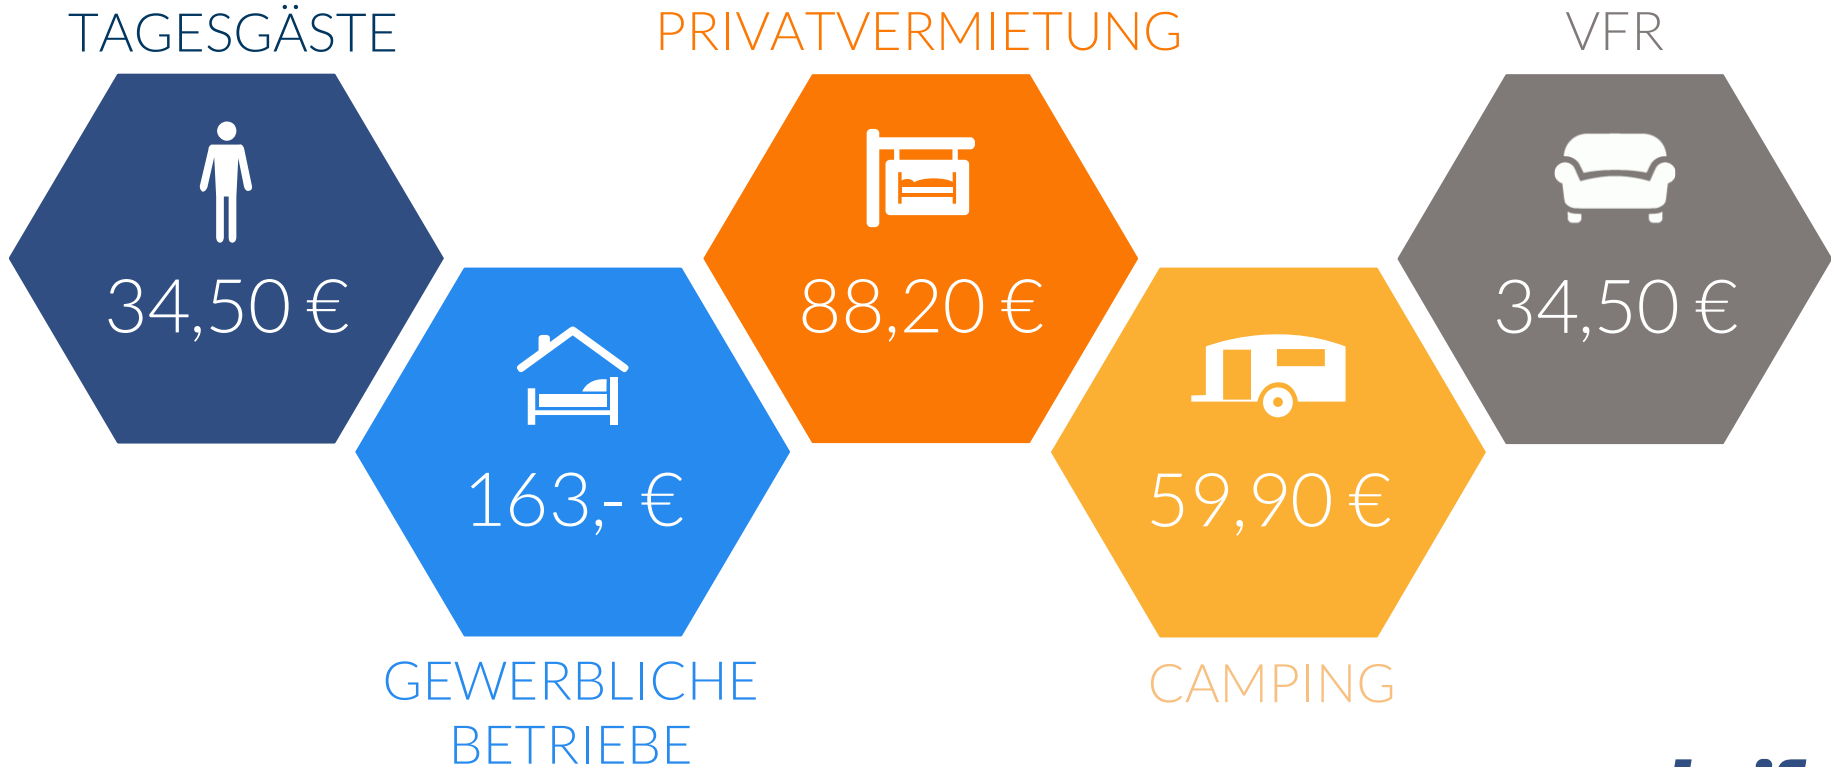 TAGESGÄSTE
34,50 €
GEWERBLICHE
BETRIEBE
163,- €
PRIVATVERMIETUNG
88,20 €
CAMPING
59,90 €
VFR
34,50 €